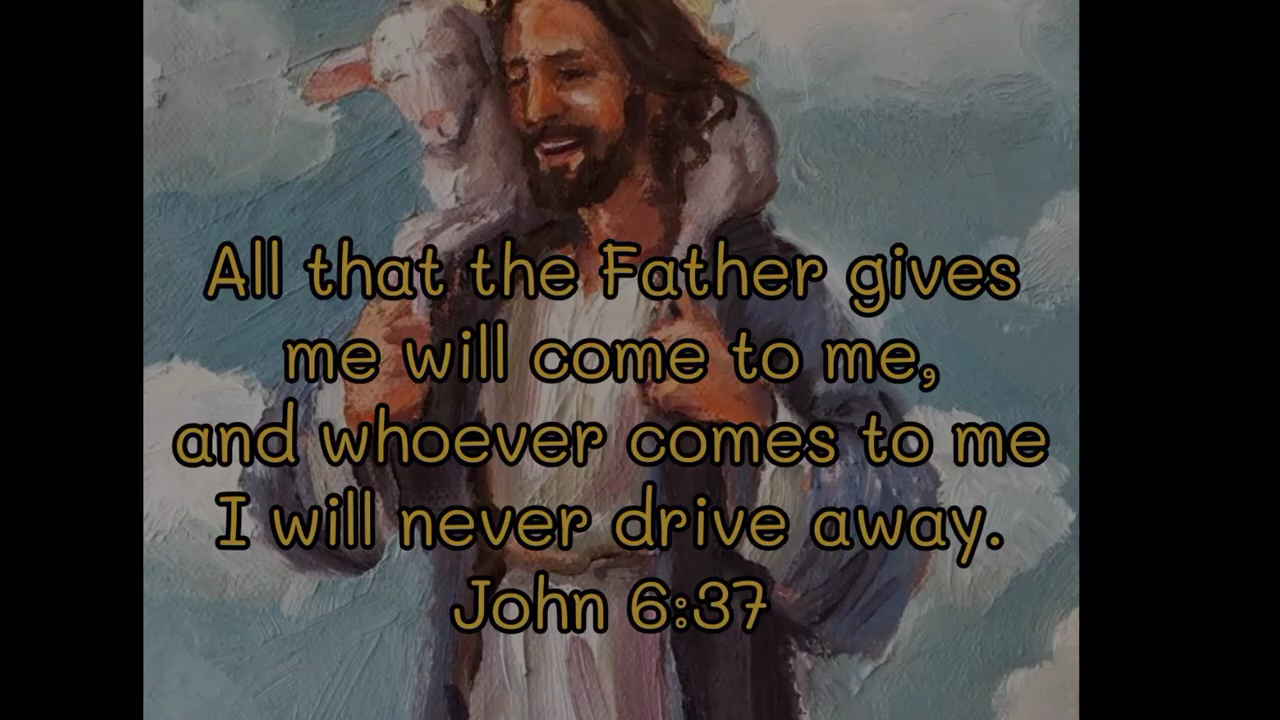 All that the Father gives
me will come to me,
and whoever comes to me
I will never drive away.
John 6:37